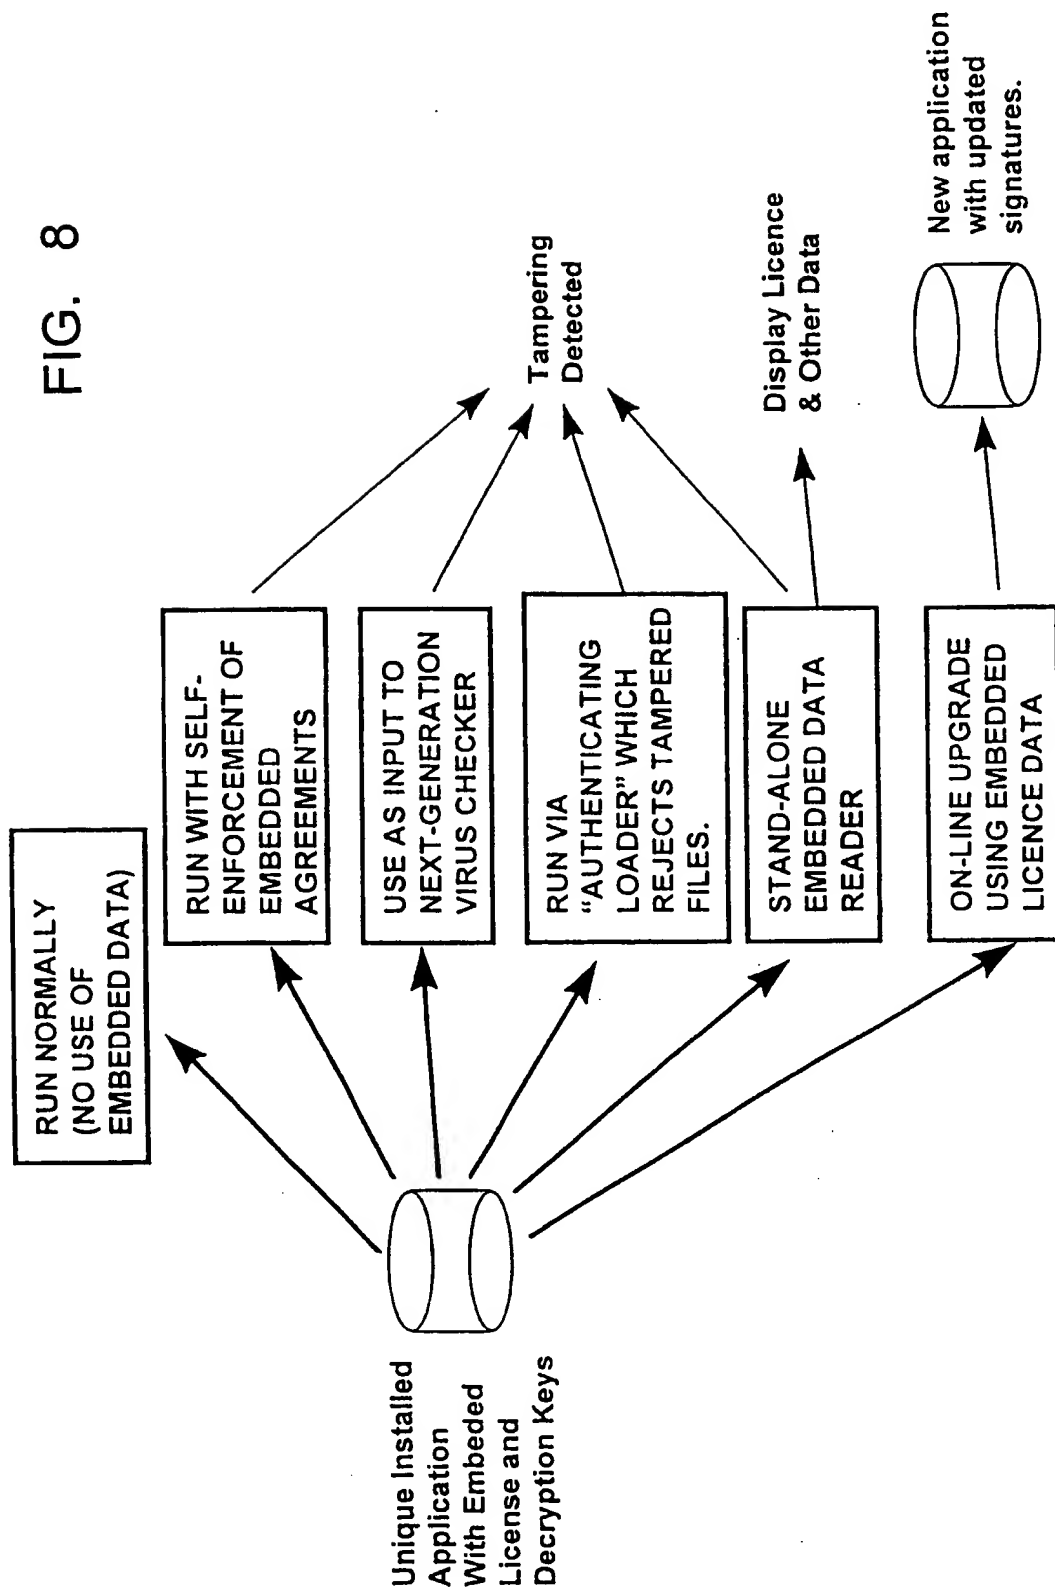 FIG. 8
Unique Installed
Application
With Embeded
License and
Decryption Keys
RUN NORMALLY
(NO USE OF
EMBEDDED DATA)
RUN WITH SELF-
ENFORCEMENT OF
EMBEDDED
AGREEMENTS
USE AS INPUT TO
NEXT-GENERATION
VIRUS CHECKER
RUN VIA
“AUTHENTICATING
LOADER” WHICH
REJECTS TAMPERED
FILES.
STAND-ALONE
EMBEDDED DATA
READER
ON-LINE UPGRADE
USING EMBEDDED
LICENCE DATA
Tampering
Detected
Display Licence
& Other Data
New application
with updated
signatures.